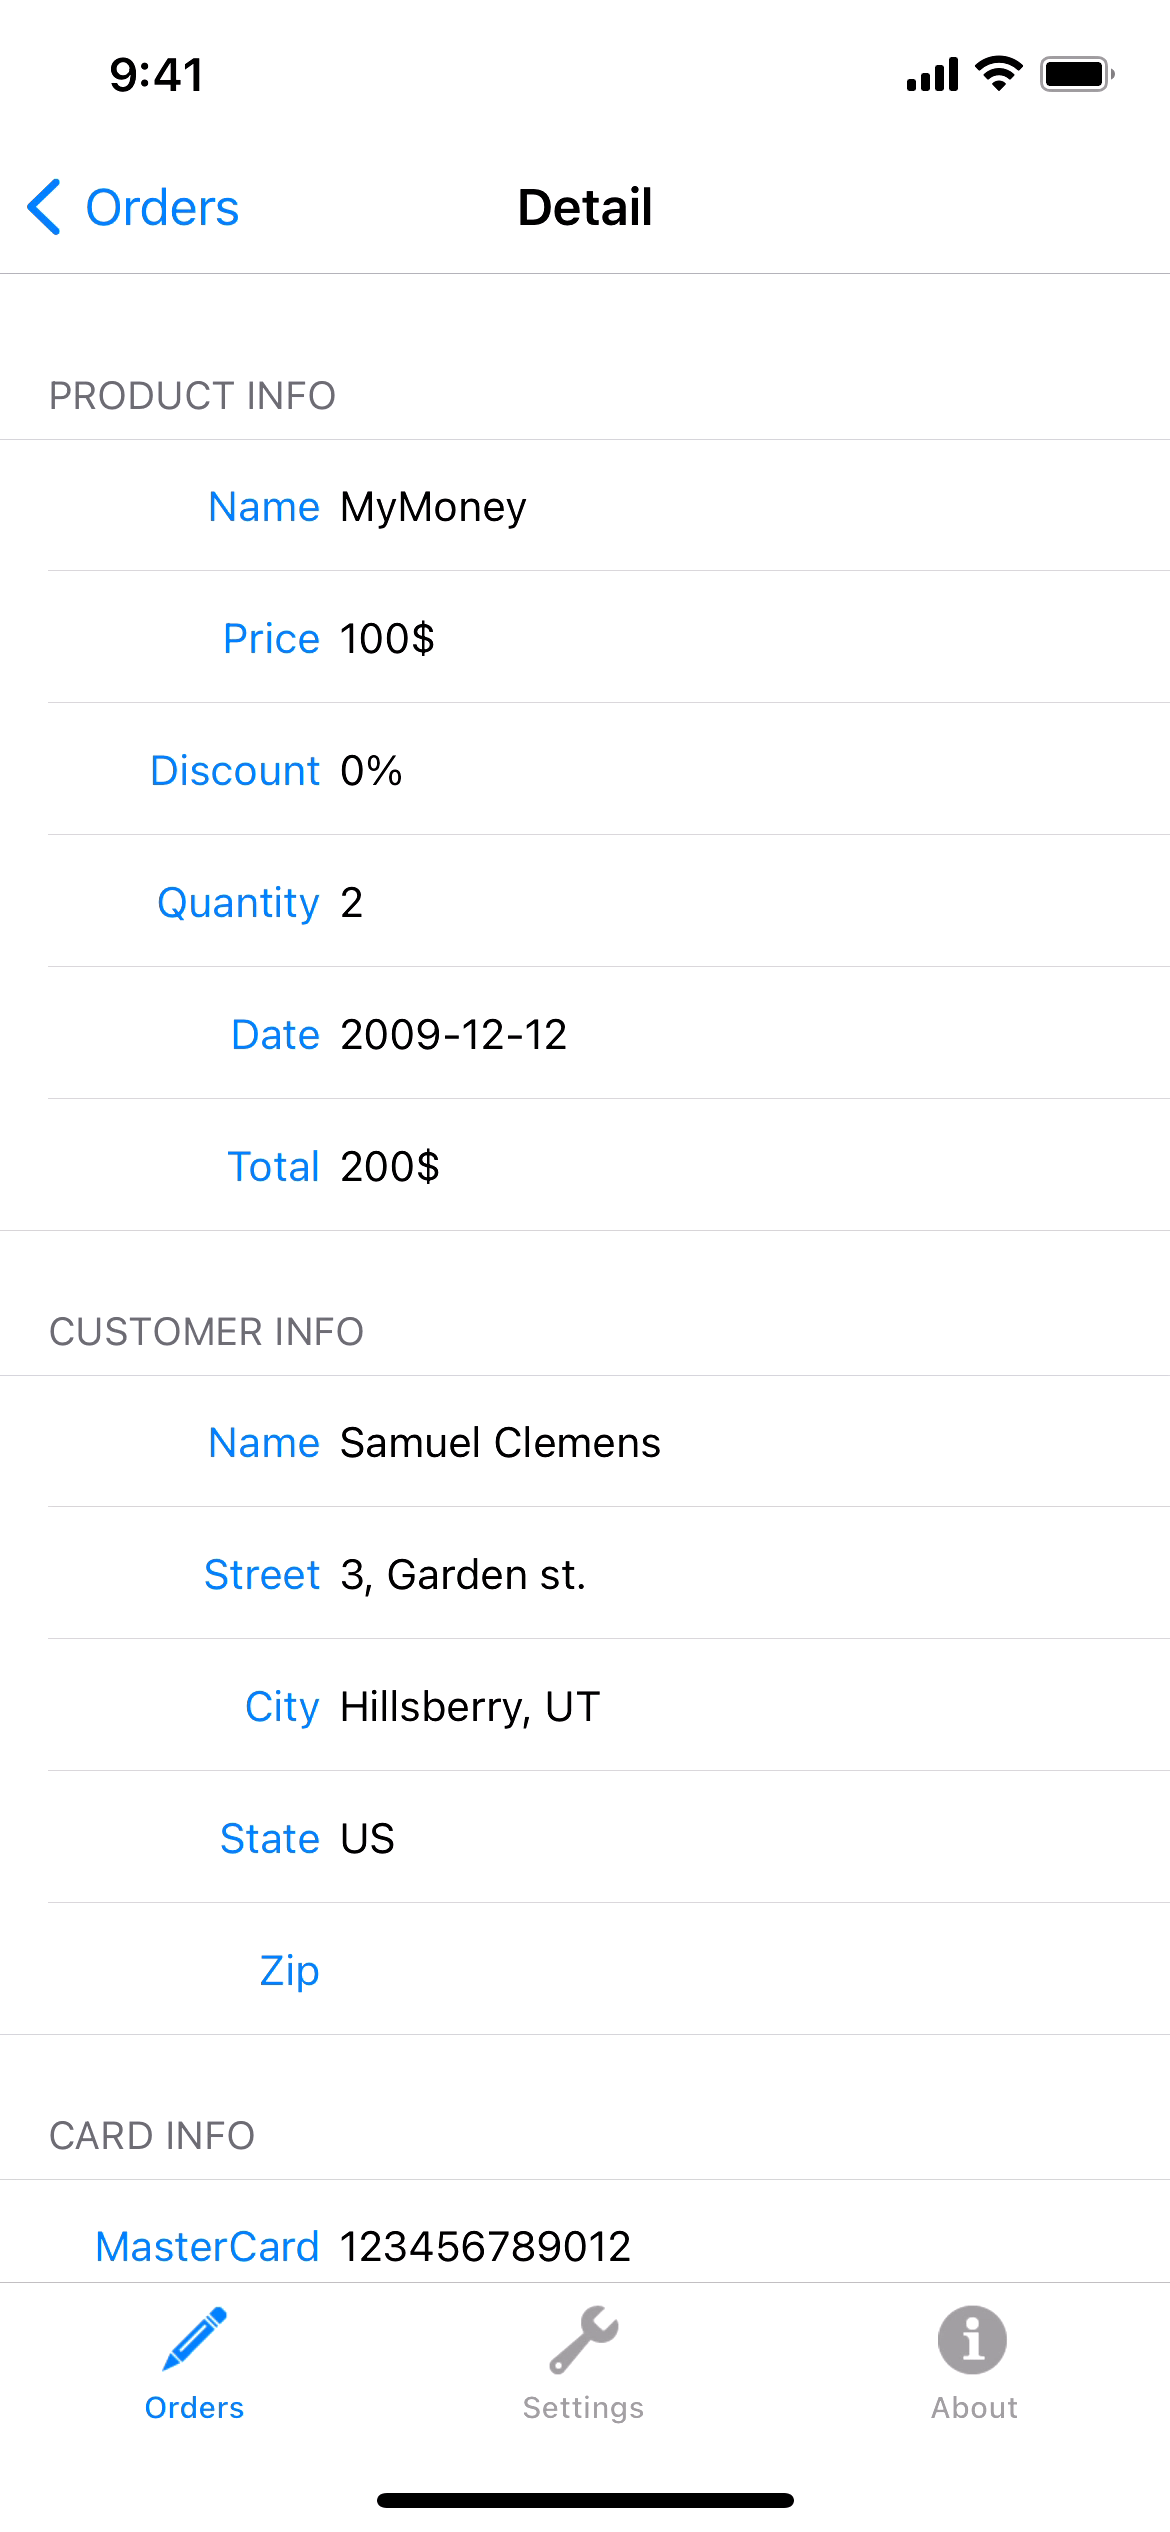 9:41
Orders
Detail
PRODUCT INFO
Name MyMoney
Price 100$
Discount 0%
Quantity 2
Date 2009-12-12
Total 200$
CUSTOMER INFO
Name Samuel Clemens
Street 3, Garden st.
City Hillsberry, UT
State US
Zip
CARD INFO
MasterCard 123456789012
Orders
Settings
About